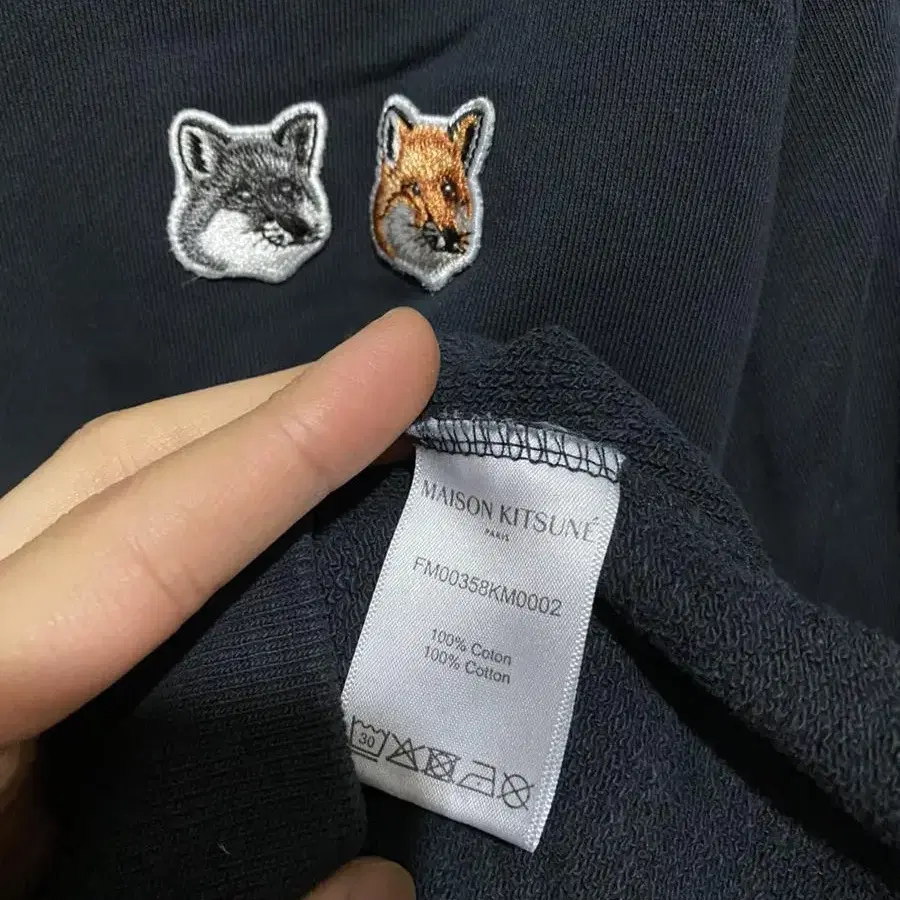 MAISON KITSUNÉ
PARIS
FM00358KM0002
100% Coton
100% Cotton
30